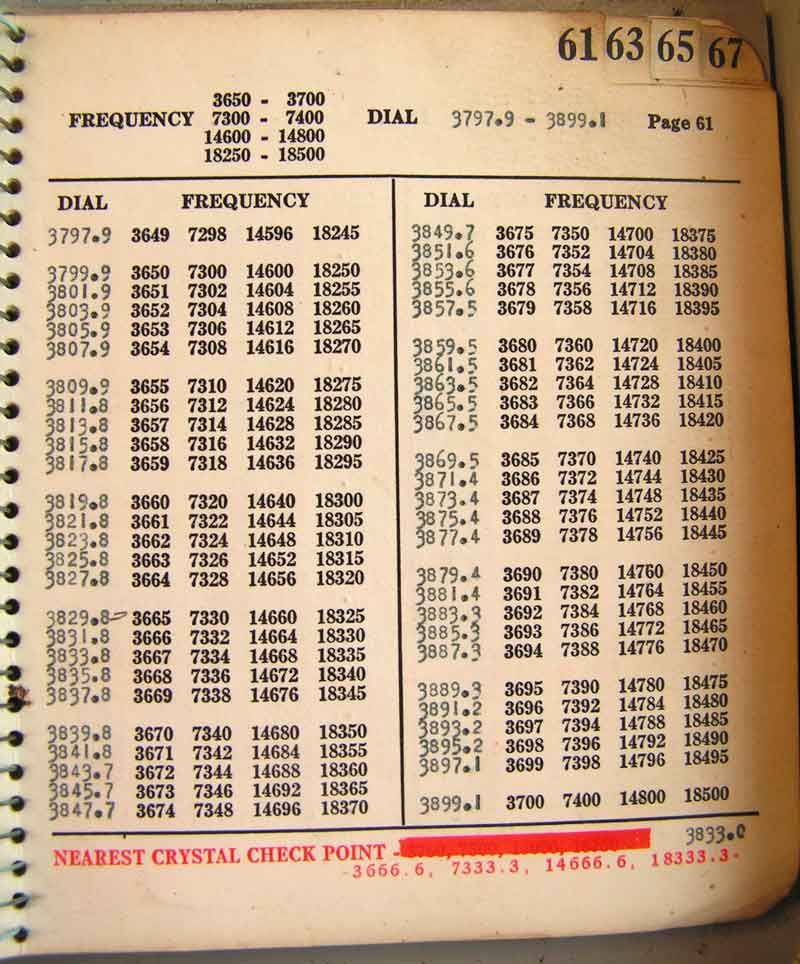 61 63 65 67
3650 - 3700
FREQUENCY 7300 - 7400 DIAL 3797.9 - 3899.1 Page 61
14600 - 14800
18250 - 18500
DIAL FREQUENCY
3797.9 3649 7298 14596 18245
3799.9 3650 7300 14600 18250
3801.9 3651 7302 14604 18255
3803.9 3652 7304 14608 18260
3805.9 3653 7306 14612 18265
3807.9 3654 7308 14616 18270
3809.9 3655 7310 14620 18275
3811.8 3656 7312 14624 18280
3813.8 3657 7314 14628 18285
3815.8 3658 7316 14632 18290
3817.8 3659 7318 14636 18295
3819.8 3660 7320 14640 18300
3821.8 3661 7322 14644 18305
3823.8 3662 7324 14648 18310
3825.8 3663 7326 14652 18315
3827.8 3664 7328 14656 18320
3829.8 3665 7330 14660 18325
3831.8 3666 7332 14664 18330
3833.8 3667 7334 14668 18335
3835.8 3668 7336 14672 18340
3837.8 3669 7338 14676 18345
3839.8 3670 7340 14680 18350
3841.8 3671 7342 14684 18355
3843.7 3672 7344 14688 18360
3845.7 3673 7346 14692 18365
3847.7 3674 7348 14696 18370
DIAL FREQUENCY
3849.7 3675 7350 14700 18375
3851.6 3676 7352 14704 18380
3853.6 3677 7354 14708 18385
3855.6 3678 7356 14712 18390
3857.5 3679 7358 14716 18395
3859.5 3680 7360 14720 18400
3861.5 3681 7362 14724 18405
3863.5 3682 7364 14728 18410
3865.5 3683 7366 14732 18415
3867.5 3684 7368 14736 18420
3869.5 3685 7370 14740 18425
3871.4 3686 7372 14744 18430
3873.4 3687 7374 14748 18435
3875.4 3688 7376 14752 18440
3877.4 3689 7378 14756 18445
3879.4 3690 7380 14760 18450
3881.4 3691 7382 14764 18455
3883.3 3692 7384 14768 18460
3885.3 3693 7386 14772 18465
3887.3 3694 7388 14776 18470
3889.3 3695 7390 14780 18475
3891.2 3696 7392 14784 18480
3893.2 3697 7394 14788 18485
3895.2 3698 7396 14792 18490
3897.1 3699 7398 14796 18495
3899.1 3700 7400 14800 18500
3833.0
NEAREST CRYSTAL CHECK POINT -
3666.6, 7333.3, 14666.6, 18333.3